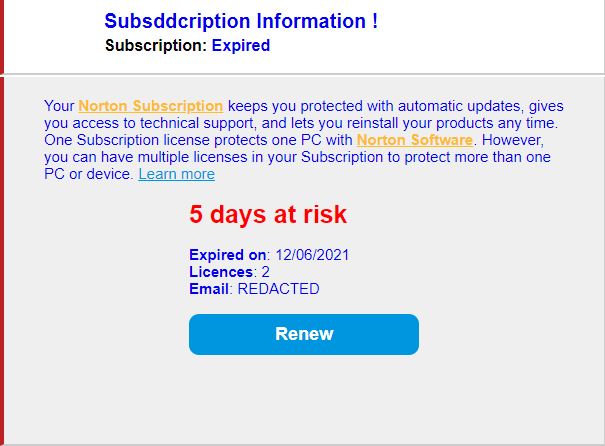 Subsddcription Information !
Subscription: Expired
Your Norton Subscription keeps you protected with automatic updates, gives
you access to technical support, and lets you reinstall your products any time.
One Subscription license protects one PC with Norton Software. However,
you can have multiple licenses in your Subscription to protect more than one
PC or device. Learn more
5 days at risk
Expired on: 12/06/2021
Licences: 2
Email: REDACTED
Renew